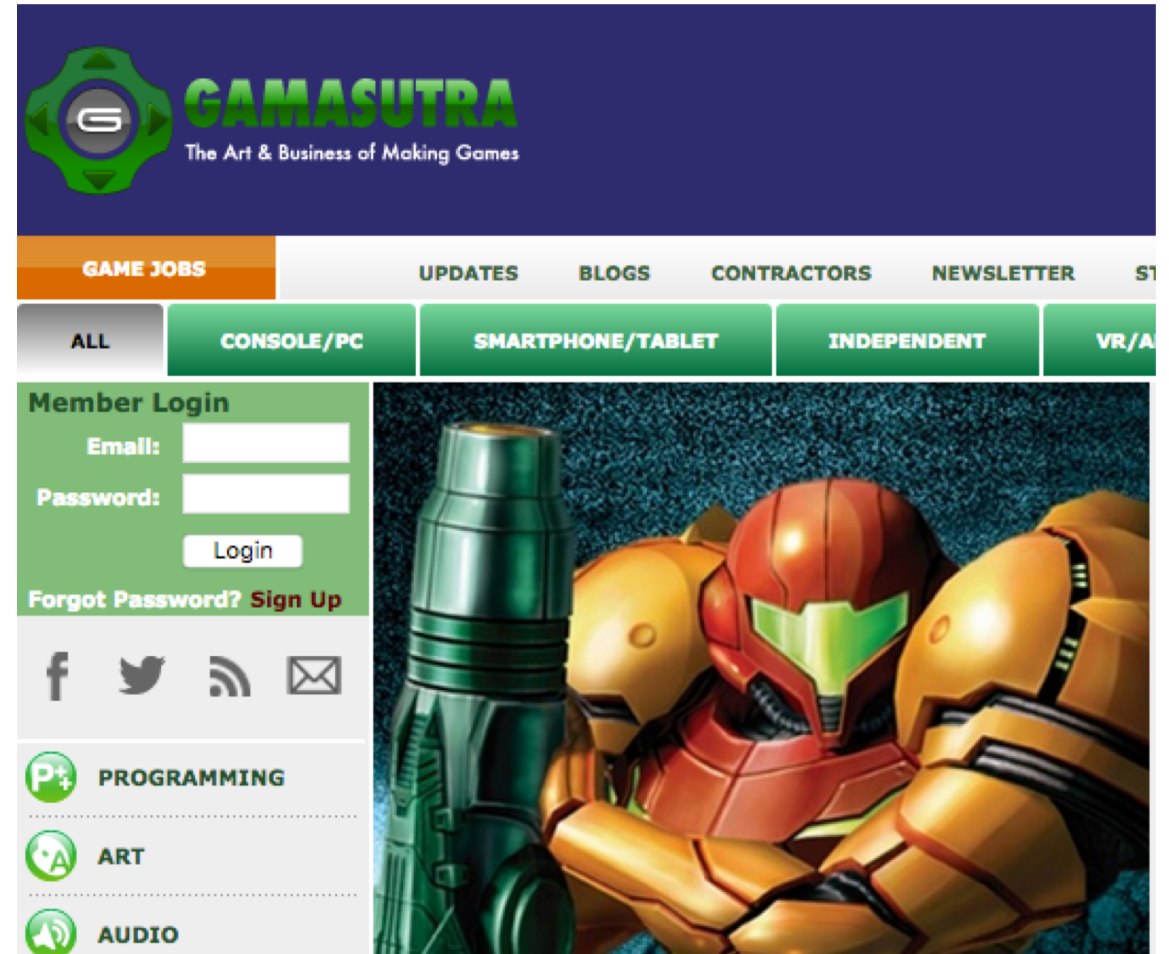 G
GAMASUTRA
The Art & Business of Making Games
GAME JOBS
UPDATES BLOGS CONTRACTORS NEWSLETTER
ALL CONSOLE/PC SMARTPHONE/TABLET INDEPENDENT
Member Login
Email:
Password:
Login
Forgot Password? Sign Up
PROGRAMMING
ART
AUDIO